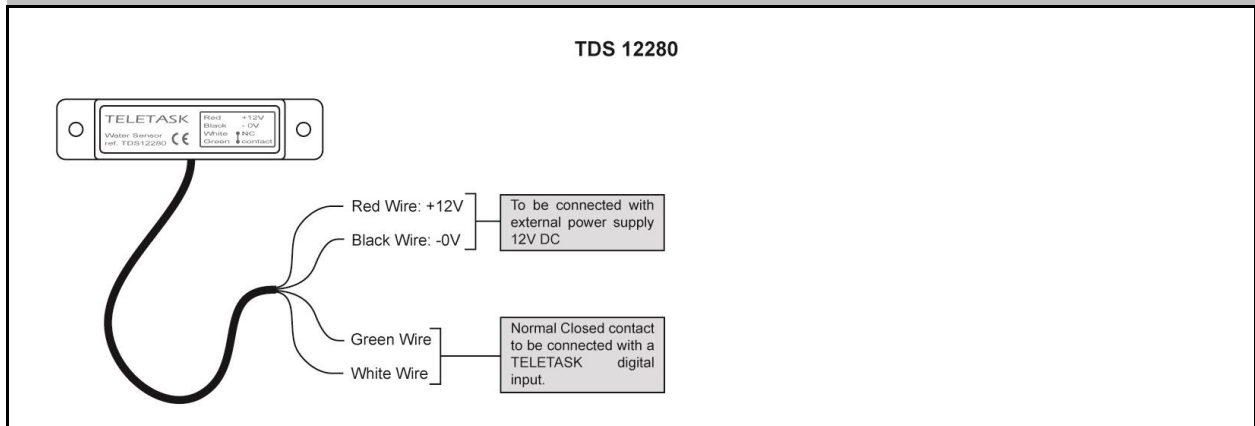 TDS 12280
TELETASK
Water Sensor
ref. TDS12280 CE
Red +12V
Black - 0V
White NC
Green contact
Red Wire: +12V
Black Wire: -0V
To be connected with
external power supply
12V DC
Green Wire
White Wire
Normal Closed contact
to be connected with a
TELETASK digital
input.